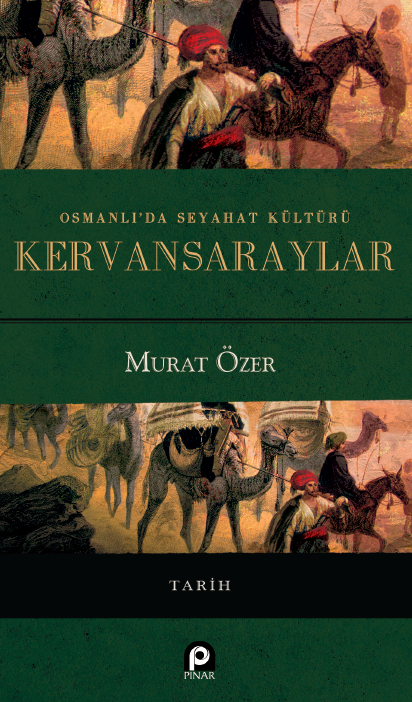 OSMANLI'DA SEYAHAT KÜLTÜRÜ
KERVANSARAYLAR
MURAT ÖZER
TARİH
PINAR